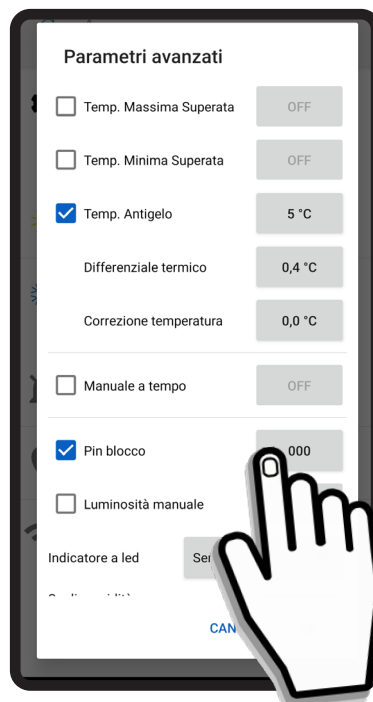 Parametri avanzati
Temp. Massima Superata OFF
Temp. Minima Superata OFF
Temp. Antigelo 5 °C
Differenziale termico 0,4 °C
Correzione temperatura 0,0 °C
Manuale a tempo OFF
Pin blocco 000
Luminosità manuale
Indicatore a led